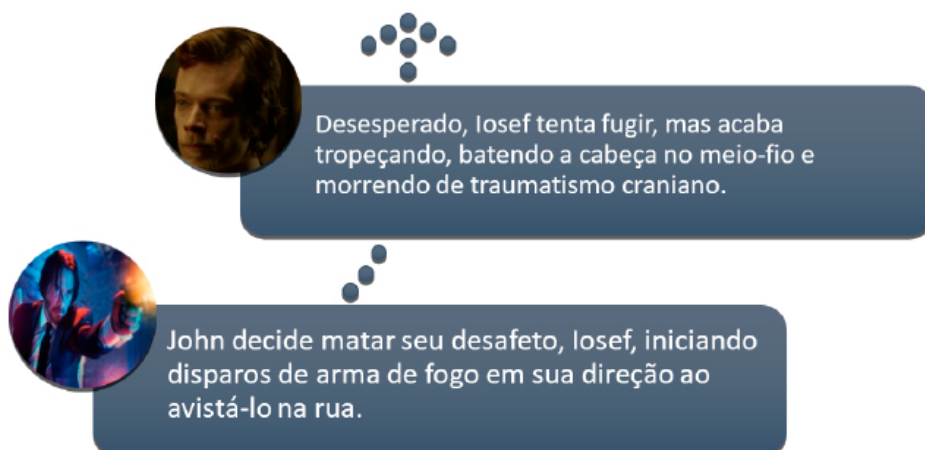 Desesperado, Iosef tenta fugir, mas acaba
tropeçando, batendo a cabeça no meio-fio e
morrendo de traumatismo craniano.
John decide matar seu desafeto, Iosef, iniciando
disparos de arma de fogo em sua direção ao
avistá-lo na rua.